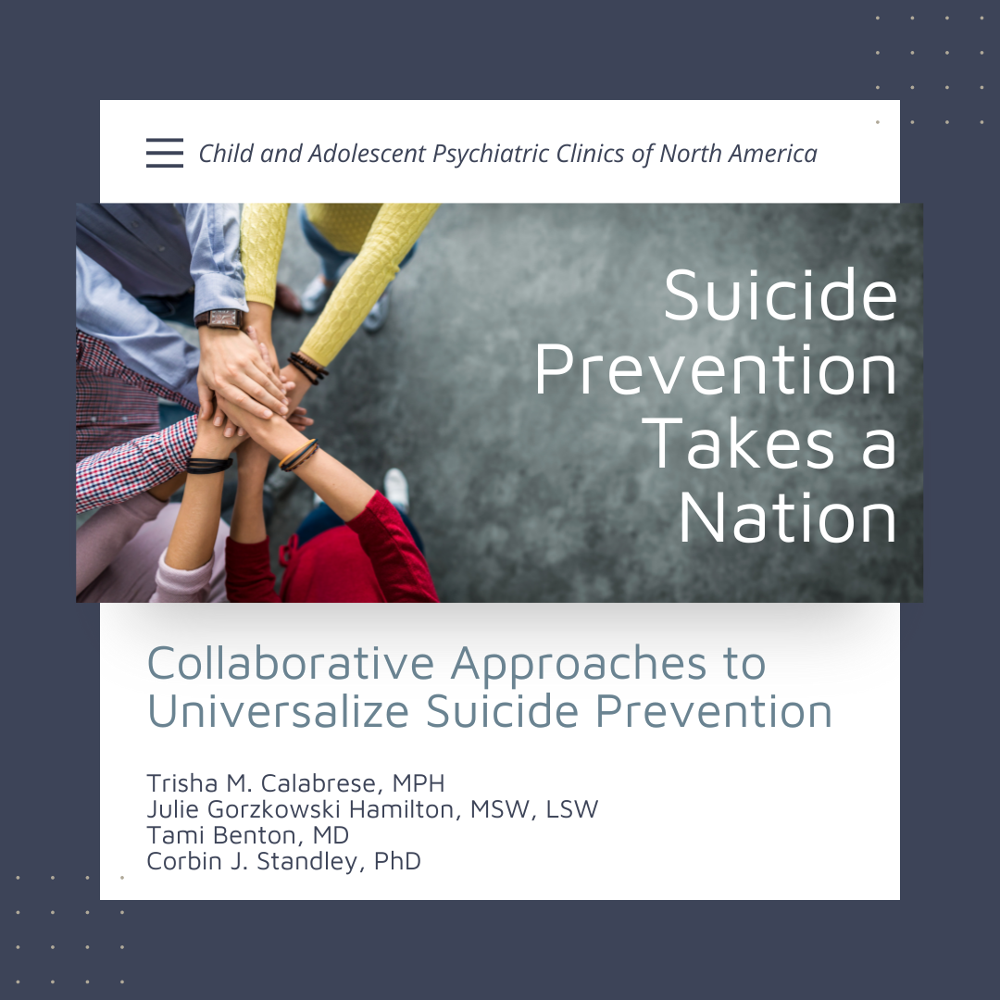 Child and Adolescent Psychiatric Clinics of North America
Suicide
Prevention
Takes a
Nation
Collaborative Approaches to
Universalize Suicide Prevention
Trisha M. Calabrese, MPH
Julie Gorzkowski Hamilton, MSW, LSW
Tami Benton, MD
Corbin J. Standley, PhD